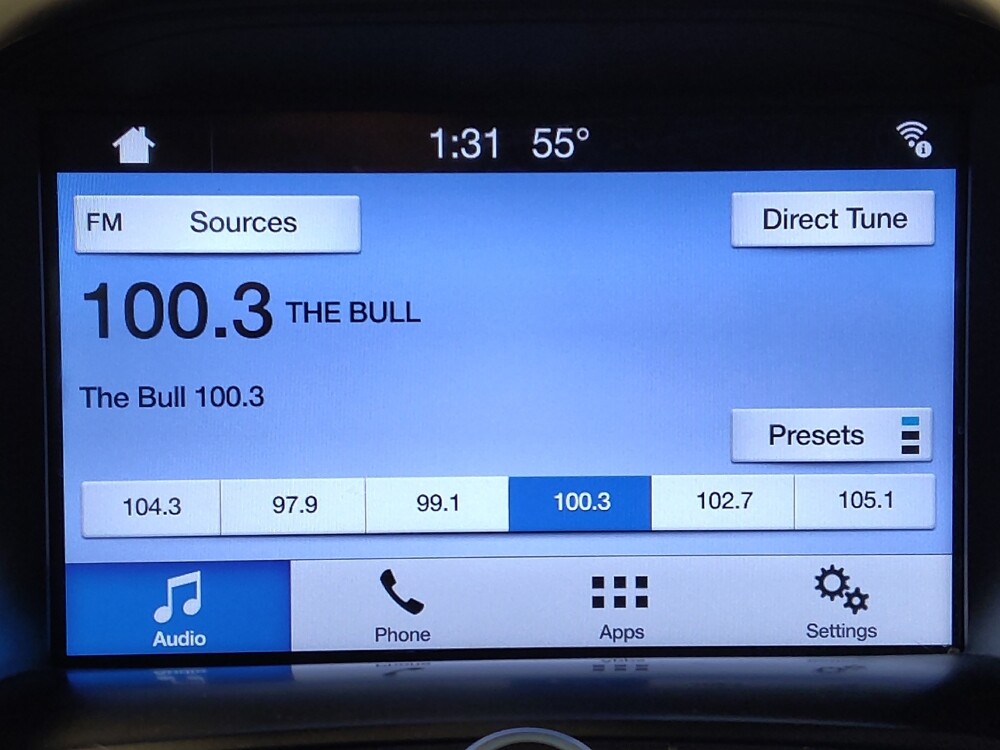 1:31 55°
FM Sources Direct Tune
100.3 THE BULL
The Bull 100.3
Presets
104.3 97.9 99.1 100.3 102.7 105.1
Audio Phone Apps Settings